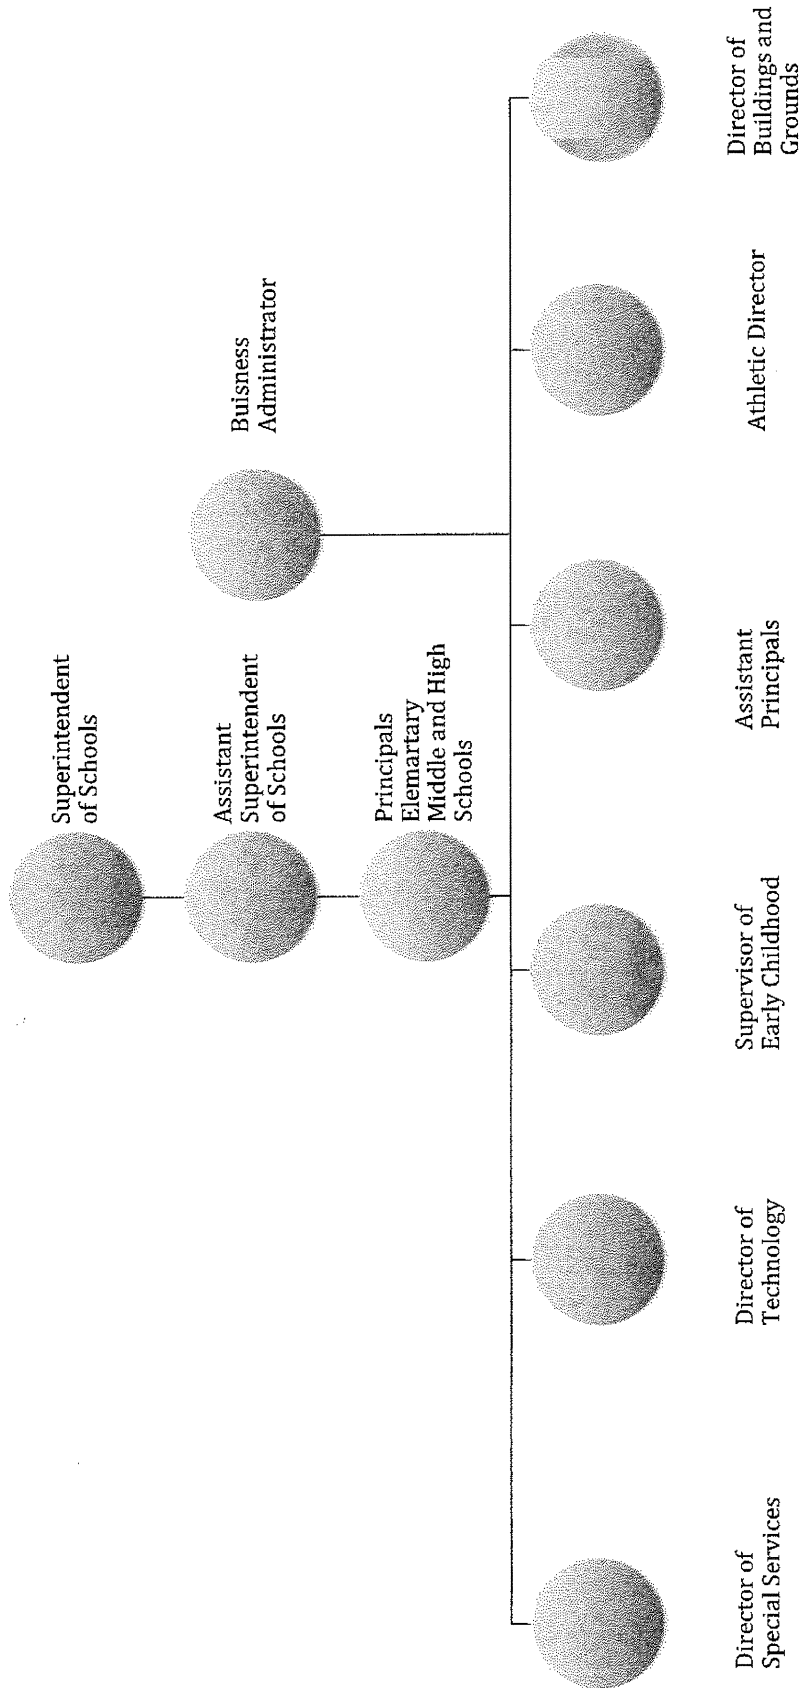 Superintendent
of Schools
Assistant
Superintendent
of Schools
Buisness
Administrator
Principals
Elemartary
Middle and High
Schools
Director of
Special Services
Director of
Technology
Supervisor of
Early Childhood
Assistant
Principals
Athletic Director
Director of
Buildings and
Grounds